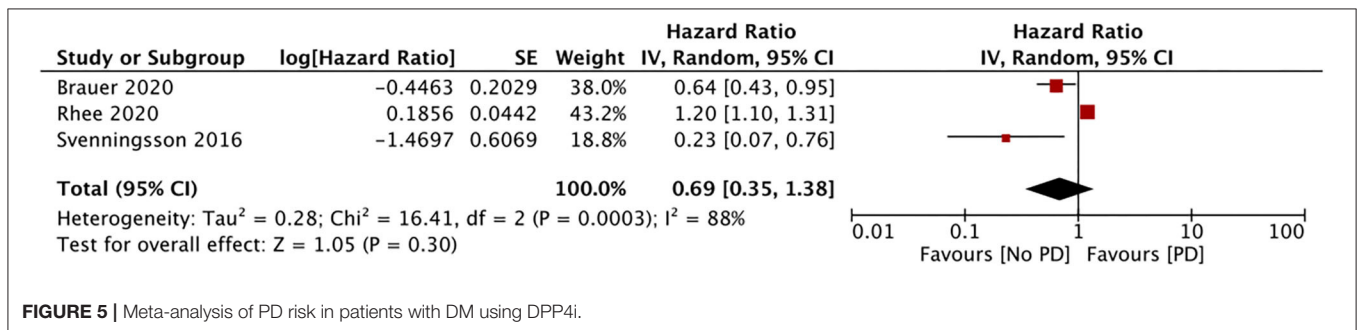 Hazard Ratio Hazard Ratio
Study or Subgroup log[Hazard Ratio] SE Weight IV, Random, 95% CI IV, Random, 95% CI
Brauer 2020 −0.4463 0.2029 38.0% 0.64 [0.43, 0.95]
Rhee 2020 0.1856 0.0442 43.2% 1.20 [1.10, 1.31]
Svenningsson 2016 −1.4697 0.6069 18.8% 0.23 [0.07, 0.76]
Total (95% CI) 100.0% 0.69 [0.35, 1.38]
Heterogeneity: Tau² = 0.28; Chi² = 16.41, df = 2 (P = 0.0003); I² = 88%
Test for overall effect: Z = 1.05 (P = 0.30)
0.01 0.1 1 10 100
Favours [No PD] Favours [PD]
FIGURE 5 | Meta-analysis of PD risk in patients with DM using DPP4i.